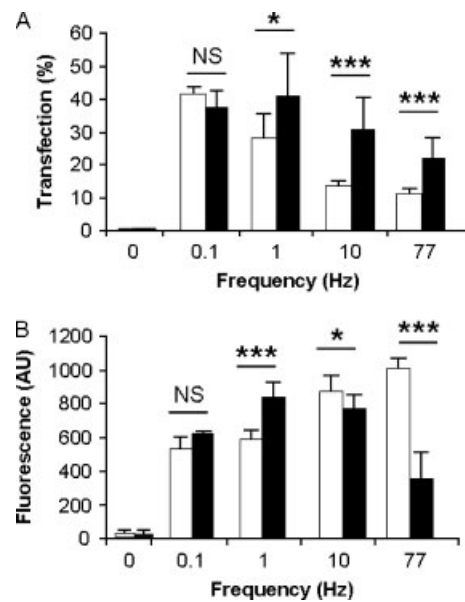 A
Transfection (%)
60
50
40
30
20
10
0
NS
*
***
***
0 0.1 1 10 77
Frequency (Hz)
B
Fluorescence (AU)
1200
1000
800
600
400
200
0
NS
***
*
***
0 0.1 1 10 77
Frequency (Hz)